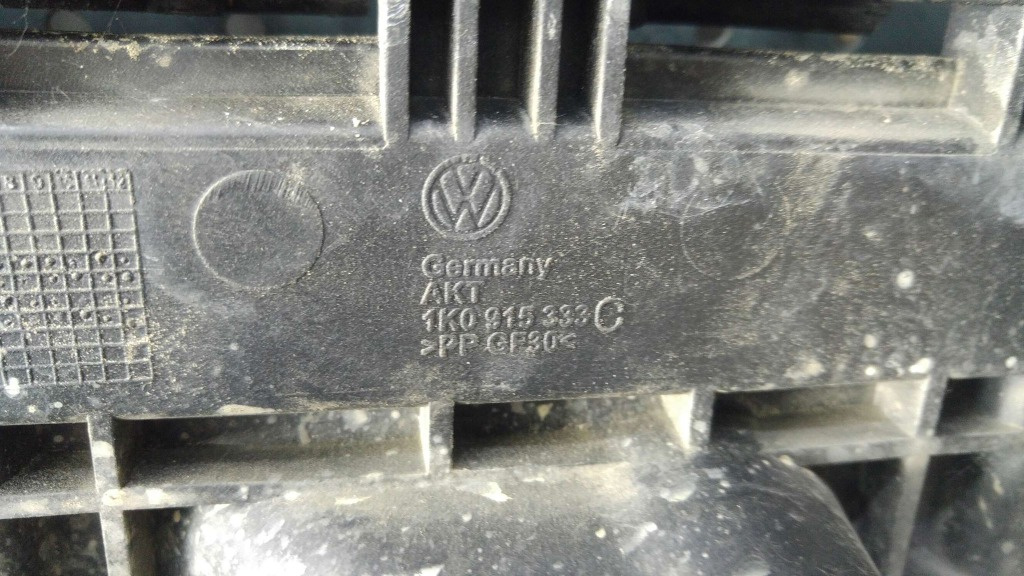 Germany
AKT
1K0 915 333 C
>PP GF30<